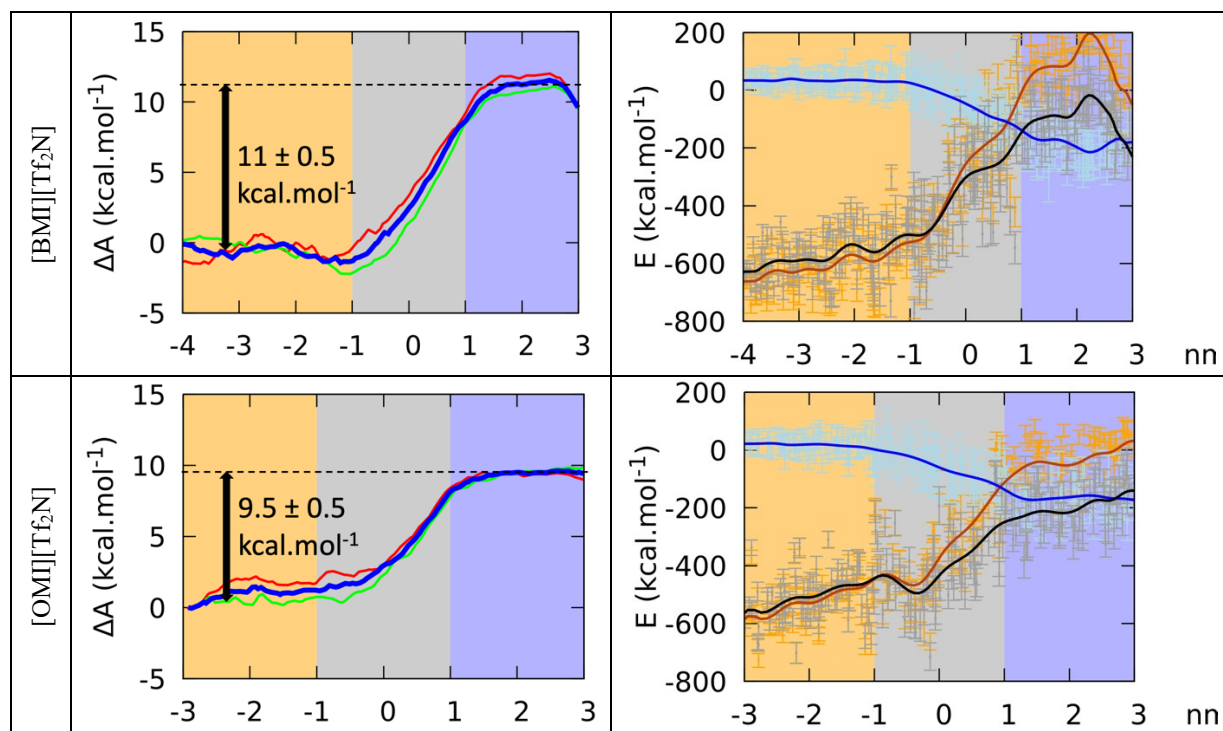 [BMI][Tf₂N]
ΔA (kcal.mol⁻¹)
15
10
5
0
-5
11 ± 0.5
kcal.mol⁻¹
-4 -3 -2 -1 0 1 2 3
E (kcal.mol⁻¹)
200
0
-200
-400
-600
-800
-4 -3 -2 -1 0 1 2 3 nn
[OMI][Tf₂N]
ΔA (kcal.mol⁻¹)
15
10
5
0
-5
9.5 ± 0.5
kcal.mol⁻¹
-3 -2 -1 0 1 2 3
E (kcal.mol⁻¹)
200
0
-200
-400
-600
-800
-3 -2 -1 0 1 2 3 nn